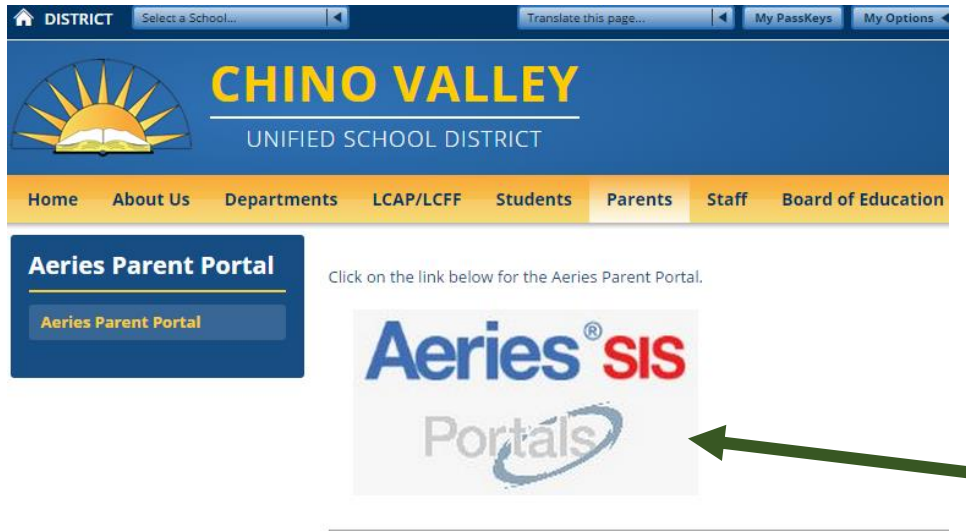 DISTRICT Select a School... Translate this page... My PassKeys My Options
CHINO VALLEY
UNIFIED SCHOOL DISTRICT
Home About Us Departments LCAP/LCFF Students Parents Staff Board of Education
Aeries Parent Portal
Aeries Parent Portal
Click on the link below for the Aeries Parent Portal.
Aeries® SIS
Portals